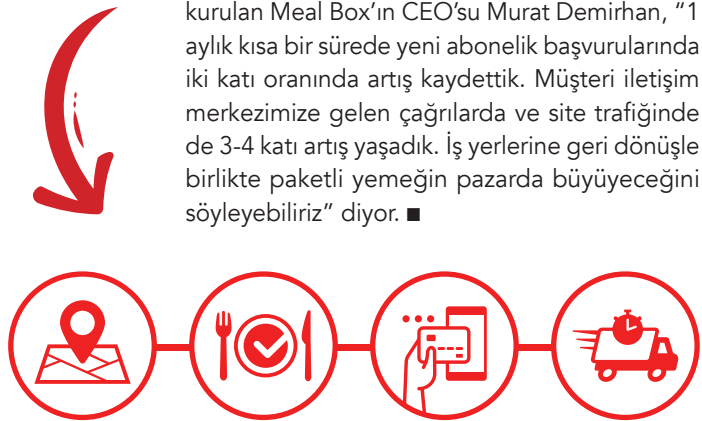 kurulan Meal Box’ın CEO’su Murat Demirhan, “1
aylık kısa bir sürede yeni abonelik başvurularında
iki katı oranında artış kaydettik. Müşteri iletişim
merkezimize gelen çağrılarda ve site trafiğinde
de 3-4 katı artış yaşadık. İş yerlerine geri dönüşle
birlikte paketli yemeğin pazarda büyüyeceğini
söyleyebiliriz” diyor. ■